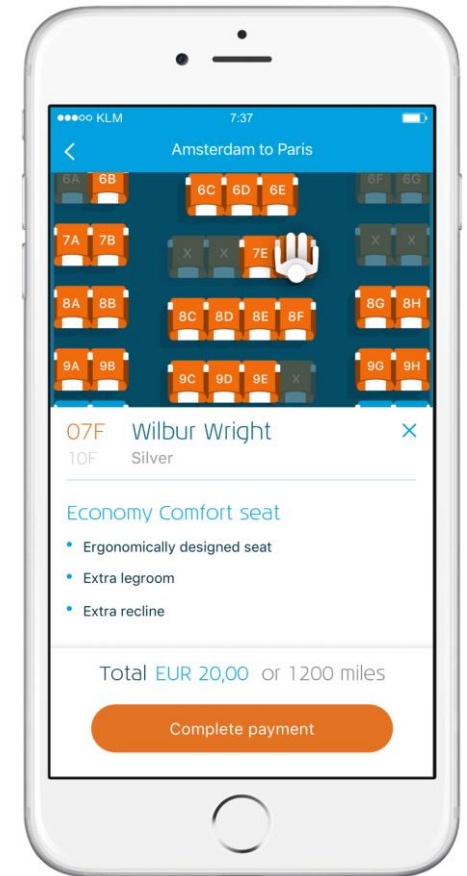 KLM 7:37
Amsterdam to Paris
6A 6B 6C 6D 6E 6F 6G
7A 7B X X 7E X X
8A 8B 8C 8D 8E 8F 8G 8H
9A 9B 9C 9D 9E X 9G 9H
07F Wilbur Wright
10F Silver
Economy Comfort seat
• Ergonomically designed seat
• Extra legroom
• Extra recline
Total EUR 20,00 or 1200 miles
Complete payment